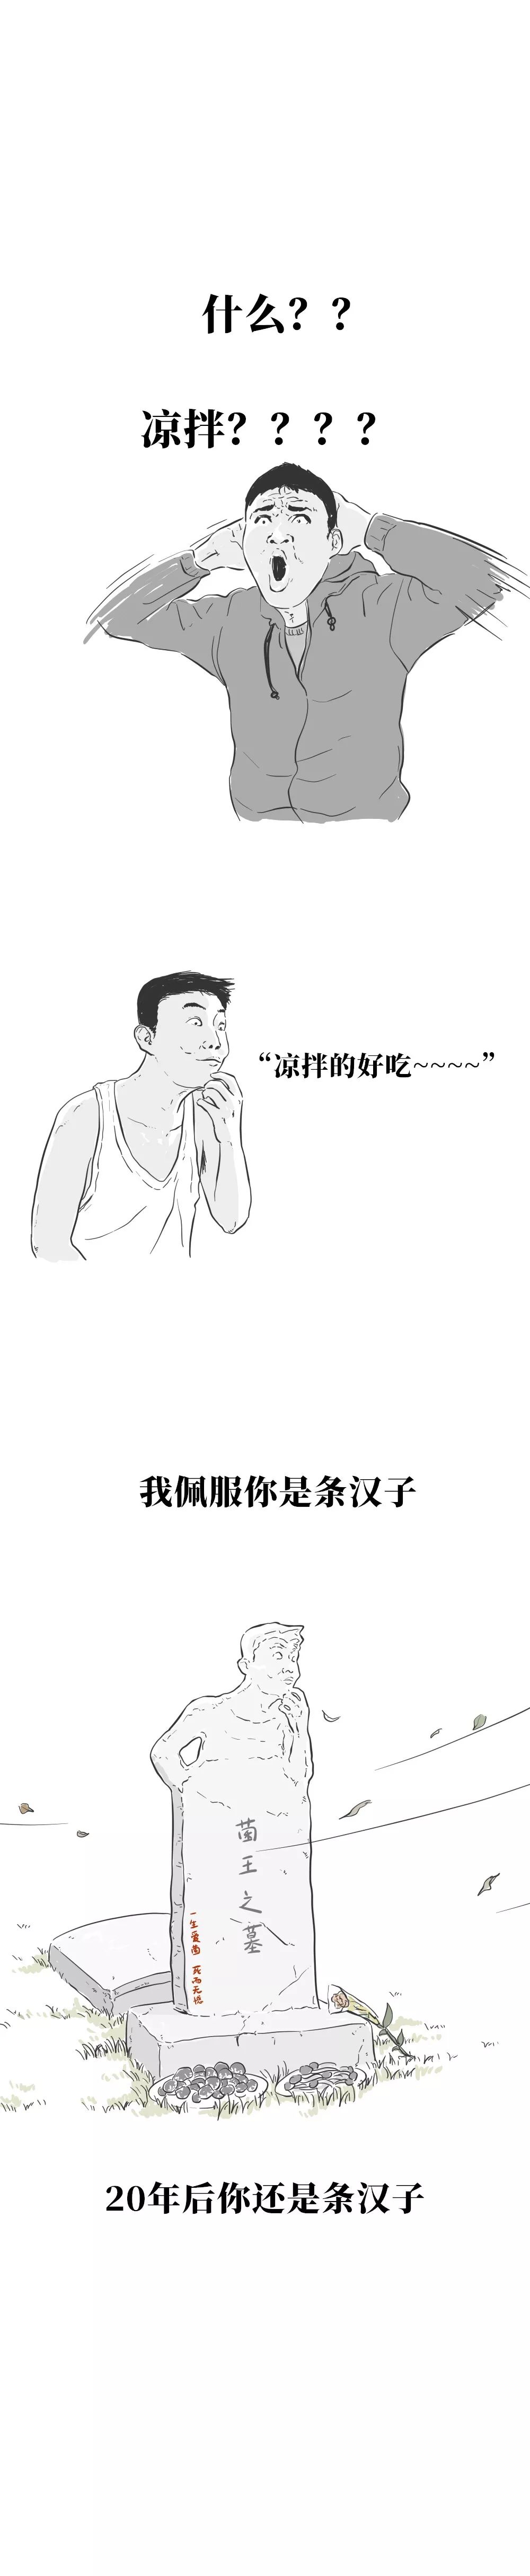 什么？？
凉拌？？？？
“凉拌的好吃~~~~”
我佩服你是条汉子
菌王之墓
一生爱菌 死而无憾
20年后你还是条汉子